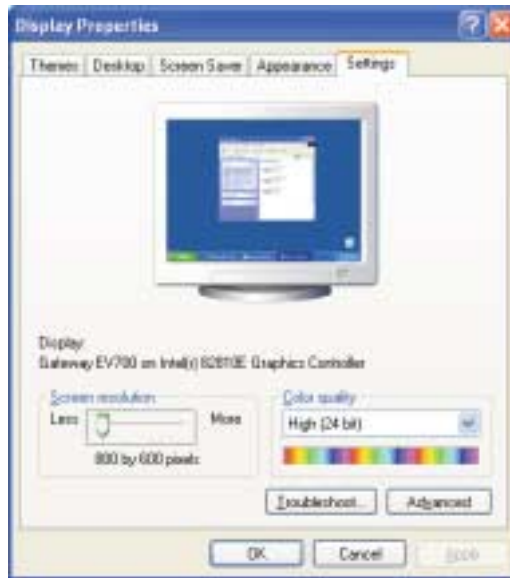 Display Properties
Themes Desktop Screen Saver Appearance Settings
Display:
Gateway EV700 on Intel(r) 82810E Graphics Controller
Screen resolution
Less More
800 by 600 pixels
Color quality
High (24 bit)
Troubleshoot... Advanced
OK Cancel Apply